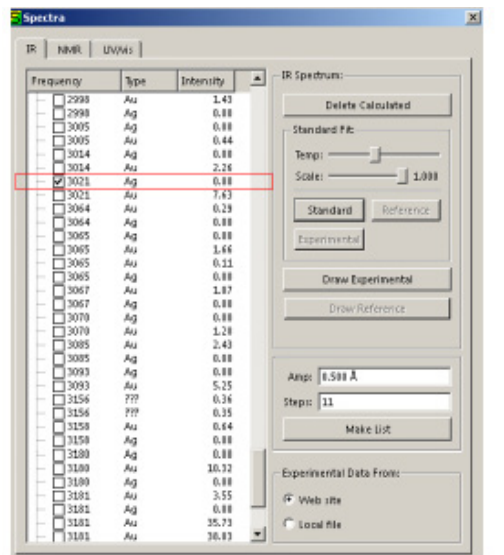 Spectra
IR NMR UV/vis
Frequency Type Intensity
2998 Au 1.43
2998 Ag 0.00
3005 Ag 0.00
3005 Au 0.44
3014 Ag 0.00
3014 Au 2.26
3021 Ag 0.00
3021 Au 7.63
3064 Au 0.29
3064 Ag 0.00
3065 Ag 0.00
3065 Au 1.66
3065 Au 0.11
3065 Ag 0.00
3067 Au 1.07
3067 Ag 0.00
3070 Ag 0.00
3070 Au 1.20
3085 Au 2.43
3085 Ag 0.00
3093 Ag 0.00
3093 Au 5.25
3156 ??? 0.36
3156 ??? 0.35
3158 Au 0.64
3158 Ag 0.00
3180 Ag 0.00
3180 Au 10.32
3180 Ag 0.00
3181 Au 3.55
3181 Ag 0.00
3181 Au 35.73
3181 Au 30.03
IR Spectrum:
Delete Calculated
Standard Fit:
Temp:
Scale: 1.000
Standard Reference
Experimental
Draw Experimental
Draw Reference
Amp: 0.500 Å
Steps: 11
Make List
Experimental Data From:
Web site
Local file